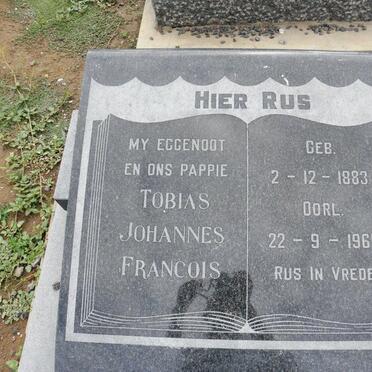 HIER RUS
MY EGGENOOT
EN ONS PAPPIE
TOBIAS
JOHANNES
FRANCOIS
GEB.
2 - 12 - 1883
OORL.
22 - 9 - 196
RUS IN VREDE